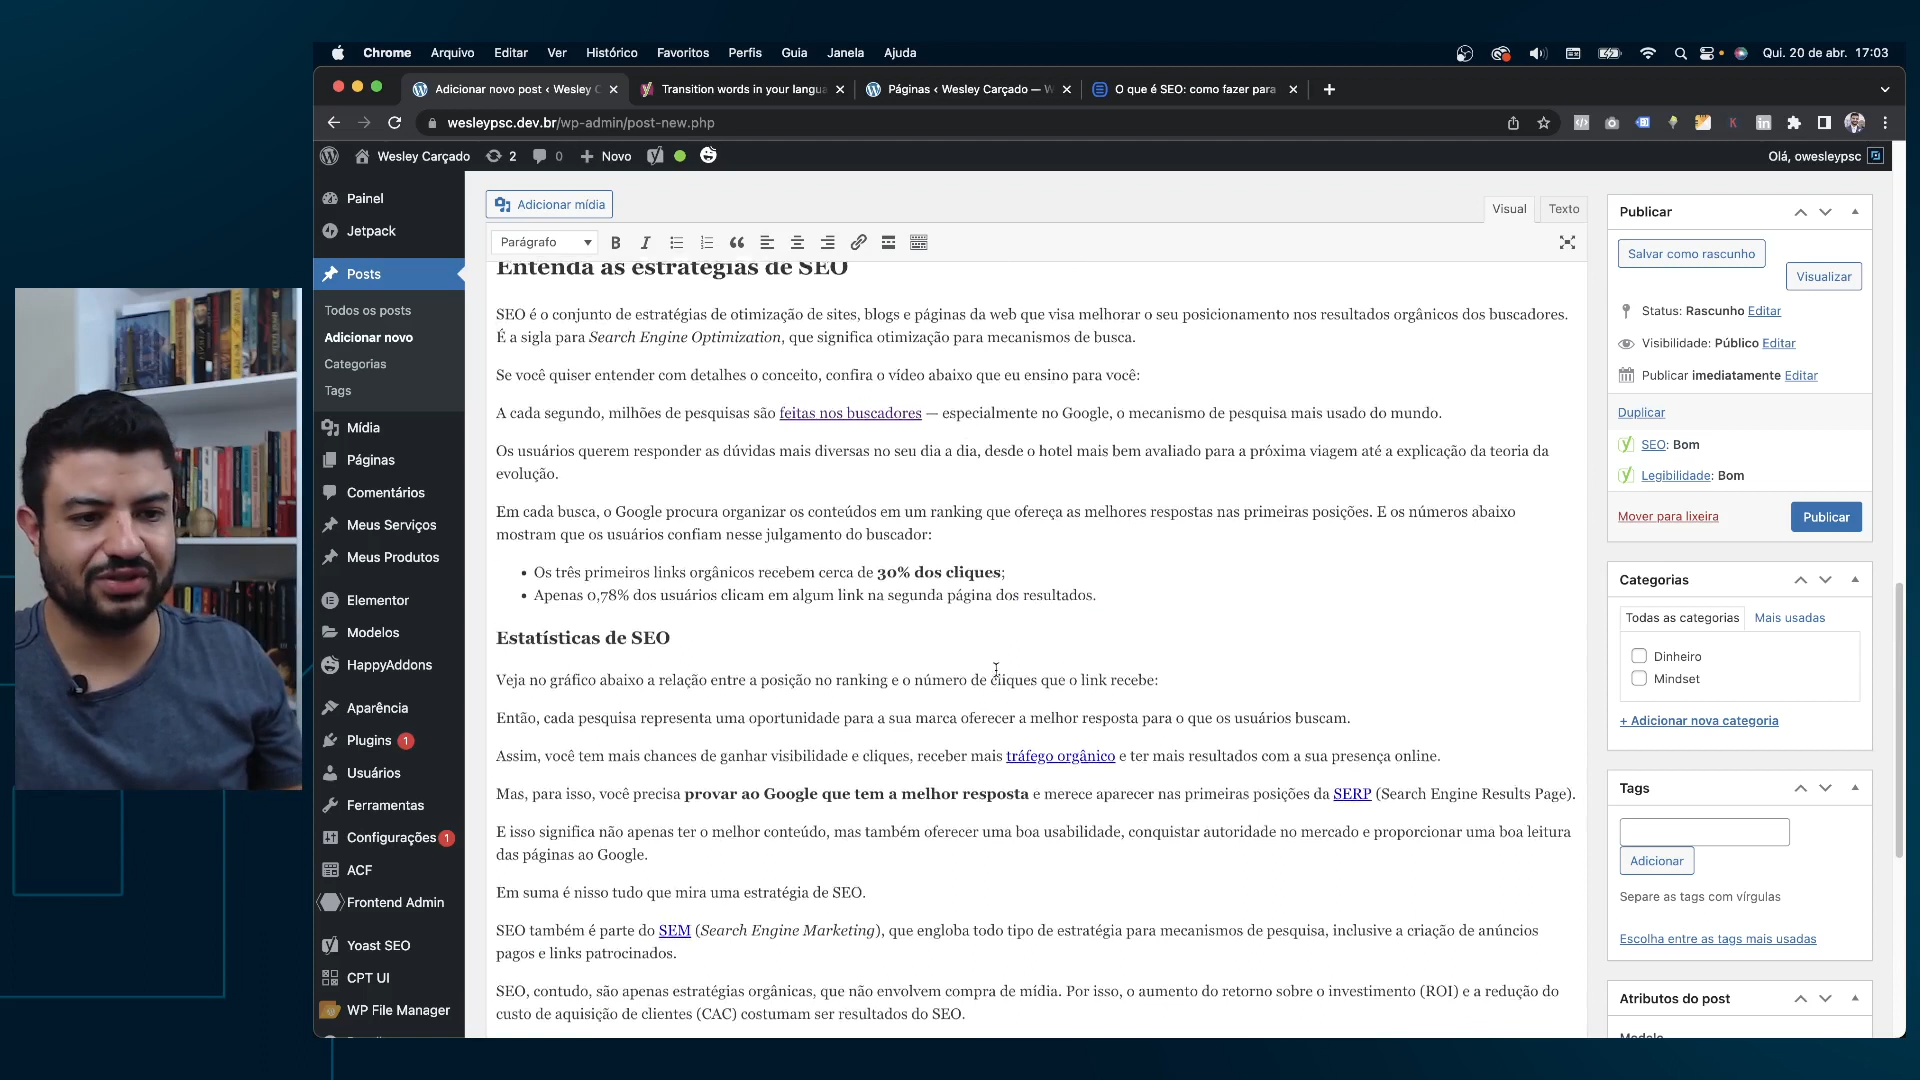 Chrome Arquivo Editar Ver Histórico Favoritos Perfis Guia Janela Ajuda
Qui. 20 de abr. 17:03
Adicionar novo post ‹ Wesley C
Transition words in your langua
Páginas ‹ Wesley Carçado — W
O que é SEO: como fazer para
wesleypsc.dev.br/wp-admin/post-new.php
Wesley Carçado 2 0 Novo
Olá, owesleypsc
Painel
Jetpack
Posts
Todos os posts
Adicionar novo
Categorias
Tags
Mídia
Páginas
Comentários
Meus Serviços
Meus Produtos
Elementor
Modelos
HappyAddons
Aparência
Plugins 1
Usuários
Ferramentas
Configurações 1
ACF
Frontend Admin
Yoast SEO
CPT UI
WP File Manager
Adicionar mídia
Visual Texto
Parágrafo
Entenda as estratégias de SEO
SEO é o conjunto de estratégias de otimização de sites, blogs e páginas da web que visa melhorar o seu posicionamento nos resultados orgânicos dos buscadores.
É a sigla para Search Engine Optimization, que significa otimização para mecanismos de busca.
Se você quiser entender com detalhes o conceito, confira o vídeo abaixo que eu ensino para você:
A cada segundo, milhões de pesquisas são feitas nos buscadores — especialmente no Google, o mecanismo de pesquisa mais usado do mundo.
Os usuários querem responder as dúvidas mais diversas no seu dia a dia, desde o hotel mais bem avaliado para a próxima viagem até a explicação da teoria da
evolução.
Em cada busca, o Google procura organizar os conteúdos em um ranking que ofereça as melhores respostas nas primeiras posições. E os números abaixo
mostram que os usuários confiam nesse julgamento do buscador:
• Os três primeiros links orgânicos recebem cerca de 30% dos cliques;
• Apenas 0,78% dos usuários clicam em algum link na segunda página dos resultados.
Estatísticas de SEO
Veja no gráfico abaixo a relação entre a posição no ranking e o número de cliques que o link recebe:
Então, cada pesquisa representa uma oportunidade para a sua marca oferecer a melhor resposta para o que os usuários buscam.
Assim, você tem mais chances de ganhar visibilidade e cliques, receber mais tráfego orgânico e ter mais resultados com a sua presença online.
Mas, para isso, você precisa provar ao Google que tem a melhor resposta e merece aparecer nas primeiras posições da SERP (Search Engine Results Page).
E isso significa não apenas ter o melhor conteúdo, mas também oferecer uma boa usabilidade, conquistar autoridade no mercado e proporcionar uma boa leitura
das páginas ao Google.
Em suma é nisso tudo que mira uma estratégia de SEO.
SEO também é parte do SEM (Search Engine Marketing), que engloba todo tipo de estratégia para mecanismos de pesquisa, inclusive a criação de anúncios
pagos e links patrocinados.
SEO, contudo, são apenas estratégias orgânicas, que não envolvem compra de mídia. Por isso, o aumento do retorno sobre o investimento (ROI) e a redução do
custo de aquisição de clientes (CAC) costumam ser resultados do SEO.
Publicar
Salvar como rascunho
Visualizar
Status: Rascunho Editar
Visibilidade: Público Editar
Publicar imediatamente Editar
Duplicar
SEO: Bom
Legibilidade: Bom
Mover para lixeira
Publicar
Categorias
Todas as categorias Mais usadas
Dinheiro
Mindset
+ Adicionar nova categoria
Tags
Adicionar
Separe as tags com vírgulas
Escolha entre as tags mais usadas
Atributos do post
Modelo